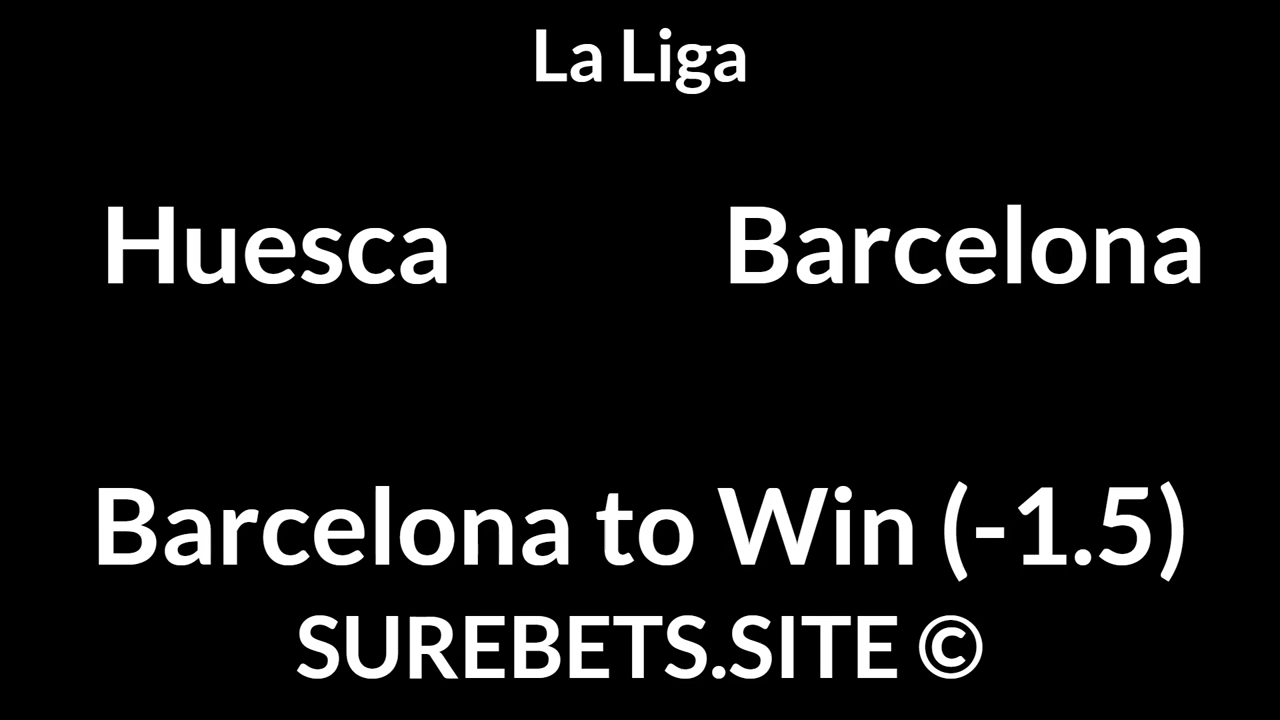 La Liga
Huesca Barcelona
Barcelona to Win (-1.5)
SUREBETS.SITE ©